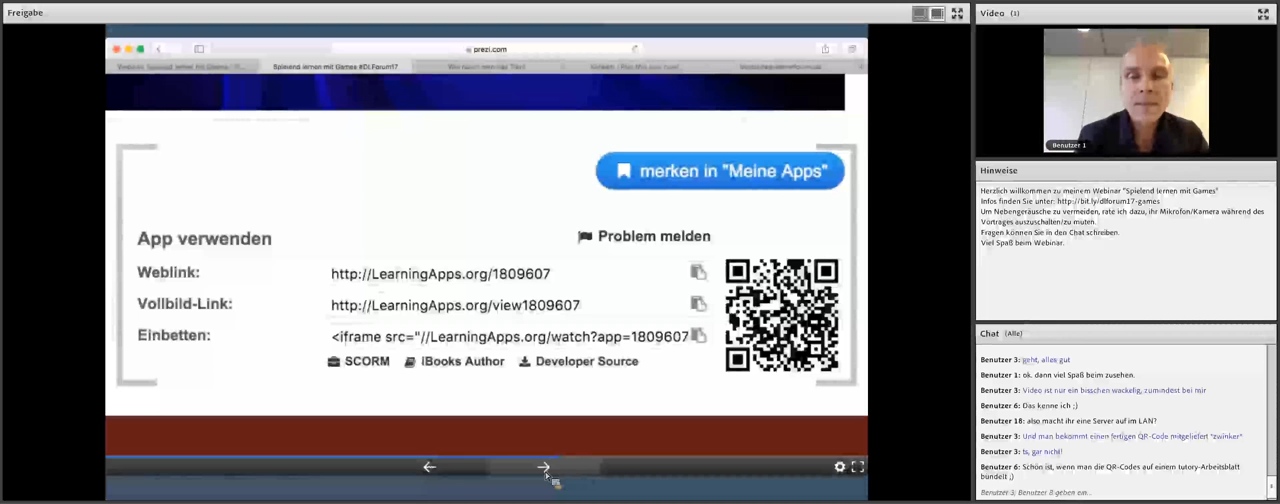 Freigabe
prezi.com
Spielend lernen mit Games #DLForum17
merken in "Meine Apps"
App verwenden
Problem melden
Weblink:
http://LearningApps.org/1809607
Vollbild-Link:
http://LearningApps.org/view1809607
Einbetten:
<iframe src="//LearningApps.org/watch?app=1809607
SCORM
iBooks Author
Developer Source
Video (1)
Benutzer 1
Hinweise
Herzlich willkommen zu meinem Webinar "Spielend lernen mit Games"
Infos finden Sie unter: http://bit.ly/dlforum17-games
Um Nebengeräusche zu vermeiden, rate ich dazu, ihr Mikrofon/Kamera während des
Vortrages auszuschalten/zu muten.
Fragen können Sie in den Chat schreiben.
Viel Spaß beim Webinar.
Chat (Alle)
Benutzer 3: geht, alles gut
Benutzer 1: ok. dann viel Spaß beim zusehen.
Benutzer 3: Video ist nur ein bisschen wackelig, zumindest bei mir
Benutzer 6: Das kenne ich ;)
Benutzer 18: also macht ihr eine Server auf im LAN?
Benutzer 3: Und man bekommt einen fertigen QR-Code mitgeliefert *zwinker*
Benutzer 3: ts, gar nicht!
Benutzer 6: Schön ist, wenn man die QR-Codes auf einem tutory-Arbeitsblatt
bündelt ;)
Benutzer 3; Benutzer 8 geben ein...